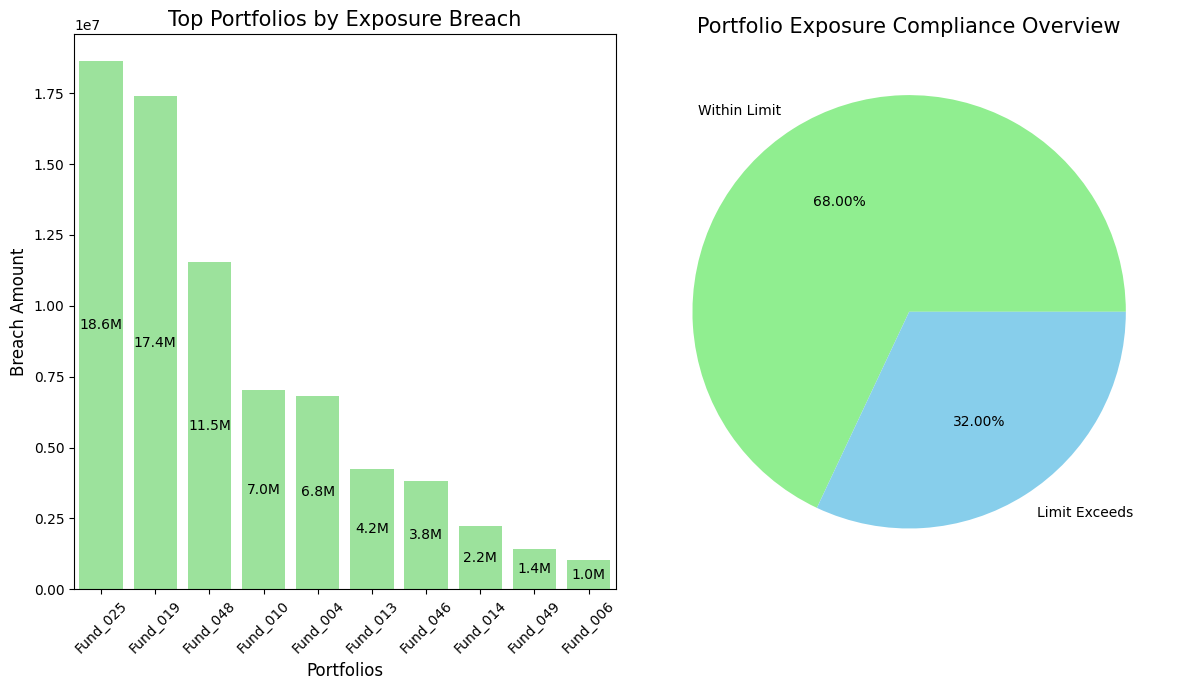 Top Portfolios by Exposure Breach
1e7
Breach Amount
1.75
1.50
1.25
1.00
0.75
0.50
0.25
0.00
18.6M
17.4M
11.5M
7.0M
6.8M
4.2M
3.8M
2.2M
1.4M
1.0M
Fund_025
Fund_019
Fund_048
Fund_010
Fund_004
Fund_013
Fund_046
Fund_014
Fund_049
Fund_006
Portfolios
Portfolio Exposure Compliance Overview
Within Limit
68.00%
32.00%
Limit Exceeds